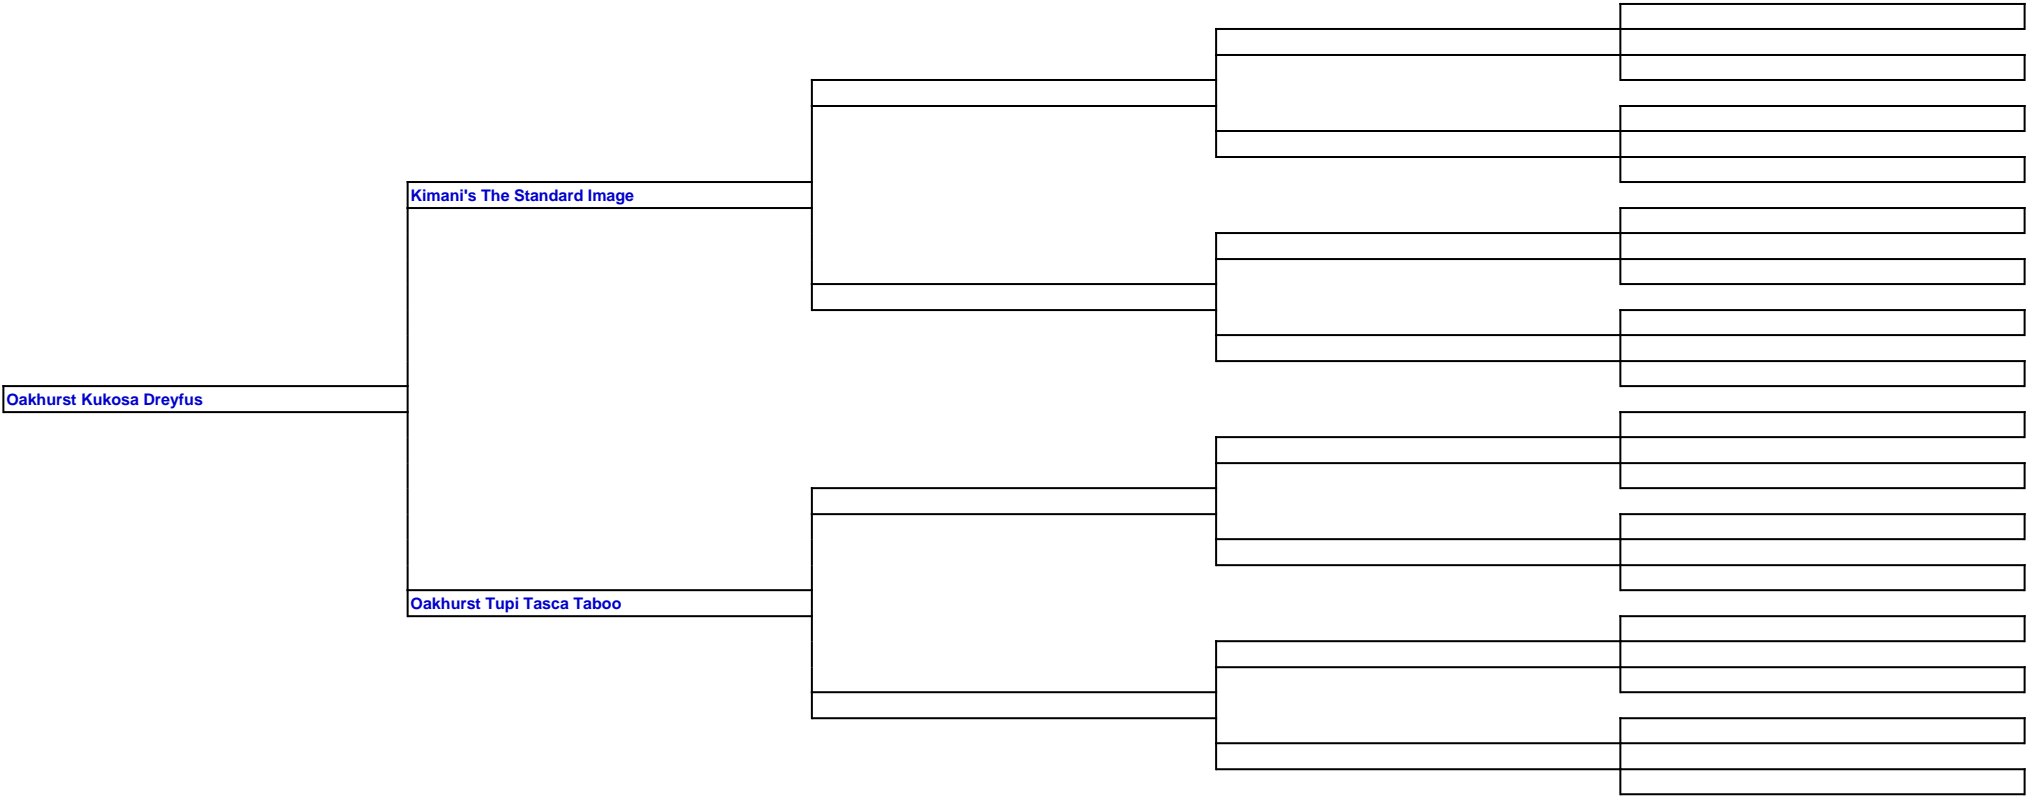 Kimani's The Standard Image
Oakhurst Kukosa Dreyfus
Oakhurst Tupi Tasca Taboo